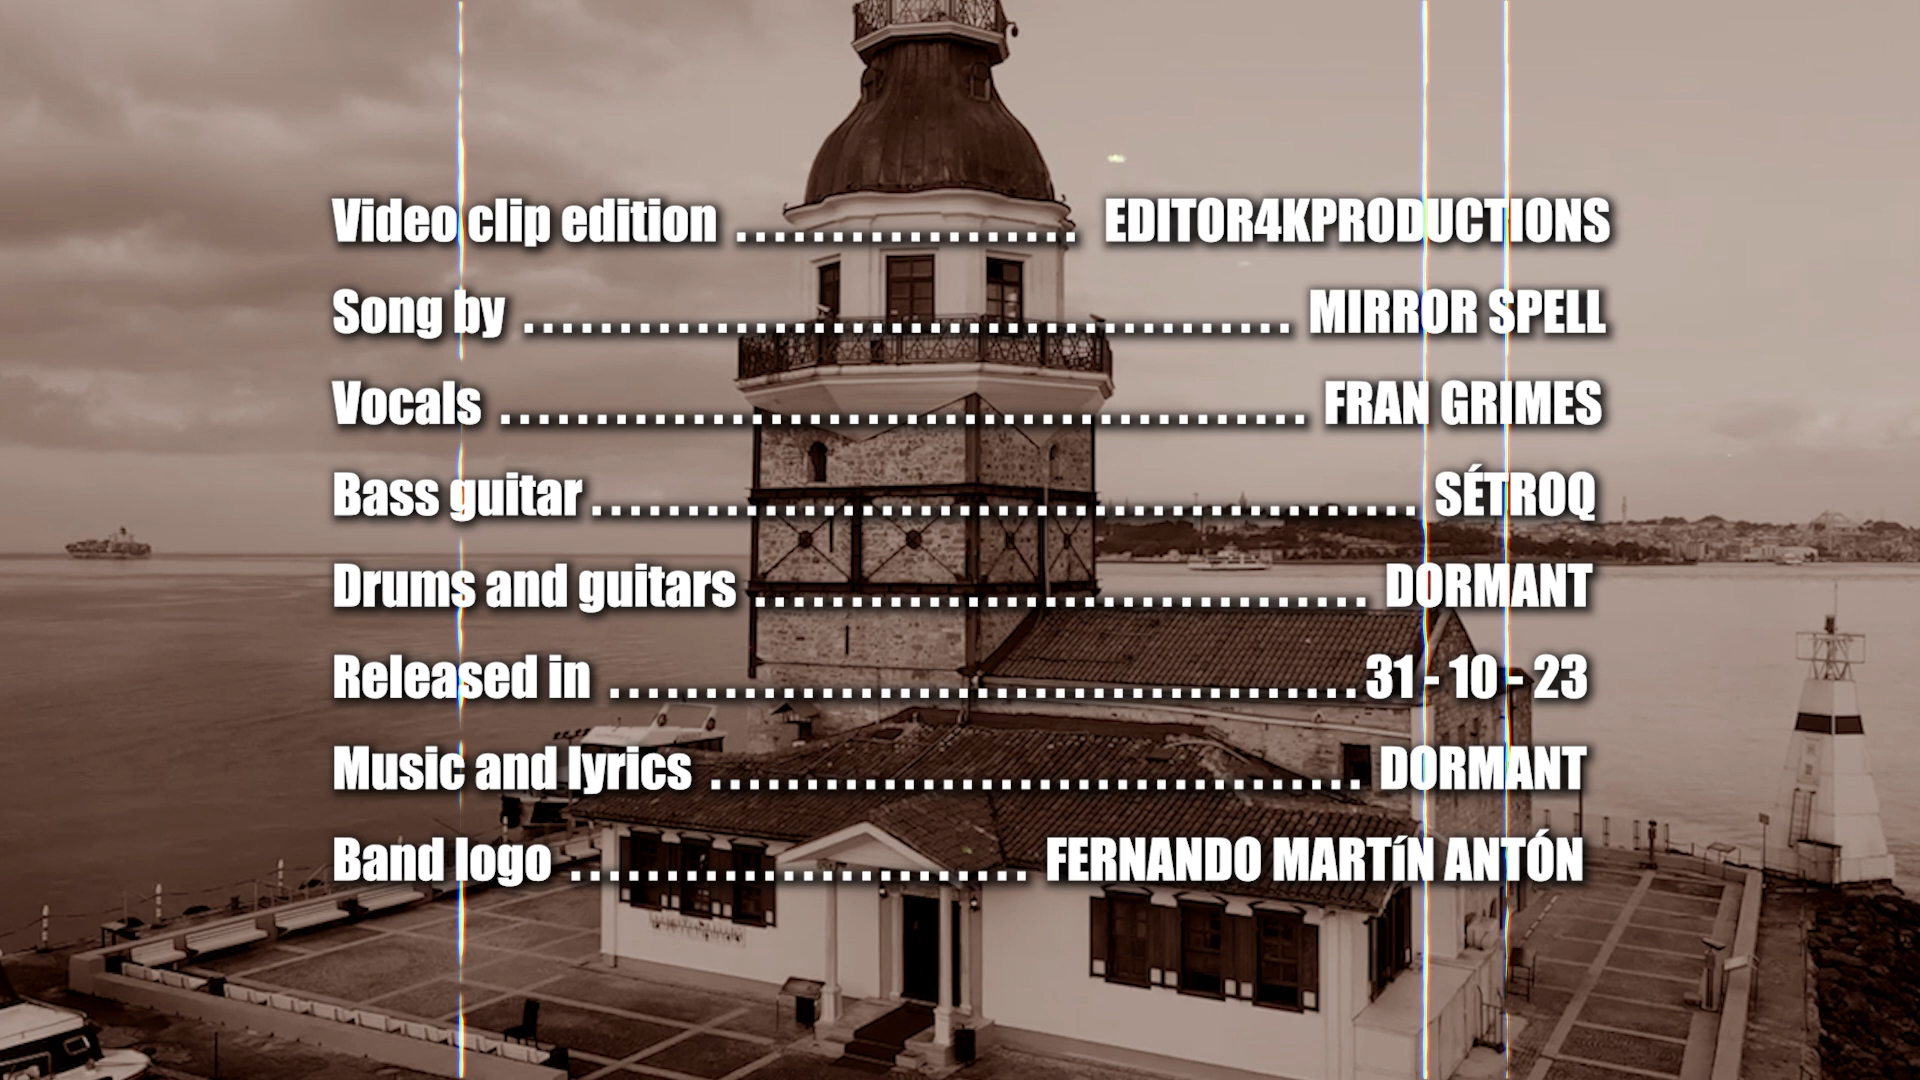 Video clip edition .................. EDITOR4KPRODUCTIONS
Song by ........................................ MIRROR SPELL
Vocals .......................................... FRAN GRIMES
Bass guitar........................................... SÉTROQ
Drums and guitars ................................ DORMANT
Released in .......................................31 - 10 - 23
Music and lyrics .................................. DORMANT
Band logo ........................ FERNANDO MARTíN ANTÓN